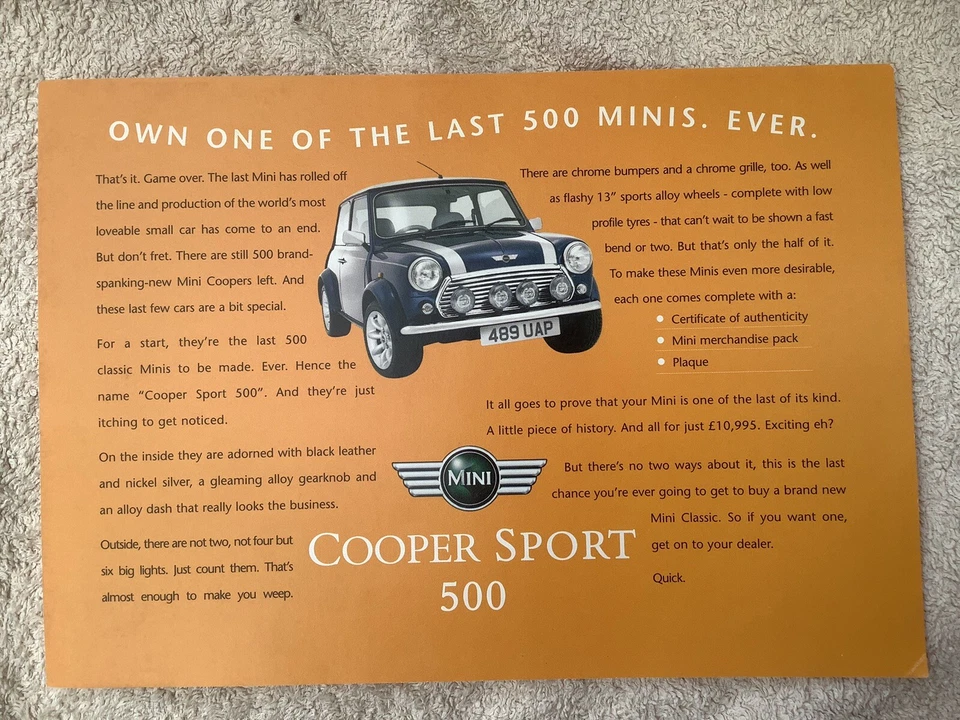 OWN ONE OF THE LAST 500 MINIS. EVER.
That's it. Game over. The last Mini has rolled off
the line and production of the world's most
loveable small car has come to an end.
But don't fret. There are still 500 brand-
spanking-new Mini Coopers left. And
these last few cars are a bit special.
For a start, they're the last 500
classic Minis to be made. Ever. Hence the
name "Cooper Sport 500". And they're just
itching to get noticed.
On the inside they are adorned with black leather
and nickel silver, a gleaming alloy gearknob and
an alloy dash that really looks the business.
Outside, there are not two, not four but
six big lights. Just count them. That's
almost enough to make you weep.
489 UAP
There are chrome bumpers and a chrome grille, too. As well
as flashy 13" sports alloy wheels - complete with low
profile tyres - that can't wait to be shown a fast
bend or two. But that's only the half of it.
To make these Minis even more desirable,
each one comes complete with a:
• Certificate of authenticity
• Mini merchandise pack
• Plaque
It all goes to prove that your Mini is one of the last of its kind.
A little piece of history. And all for just £10,995. Exciting eh?
But there's no two ways about it, this is the last
chance you're ever going to get to buy a brand new
Mini Classic. So if you want one,
get on to your dealer.
Quick.
MINI
COOPER SPORT
500